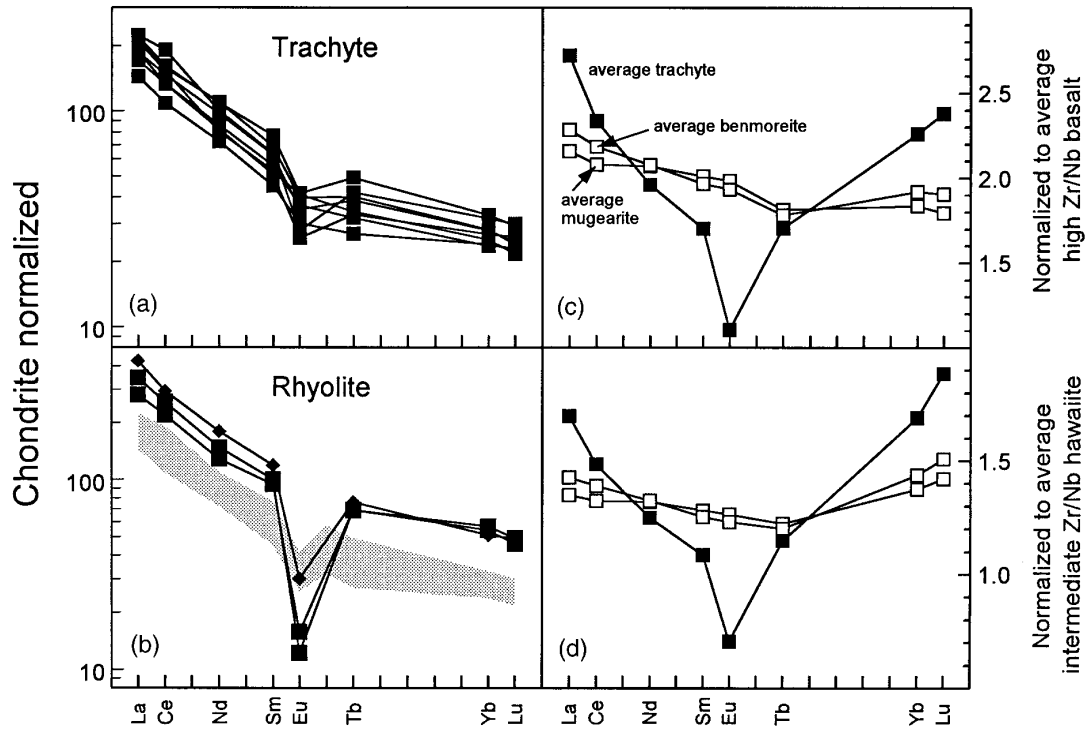 Chondrite normalized
Trachyte
100
10
(a)
average trachyte
average benmoreite
average
mugearite
(c)
2.5
2.0
1.5
Normalized to average
high Zr/Nb basalt
Rhyolite
100
10
(b)
(d)
1.5
1.0
Normalized to average
intermediate Zr/Nb hawaiite
La Ce Nd Sm Eu Tb Yb Lu
La Ce Nd Sm Eu Tb Yb Lu